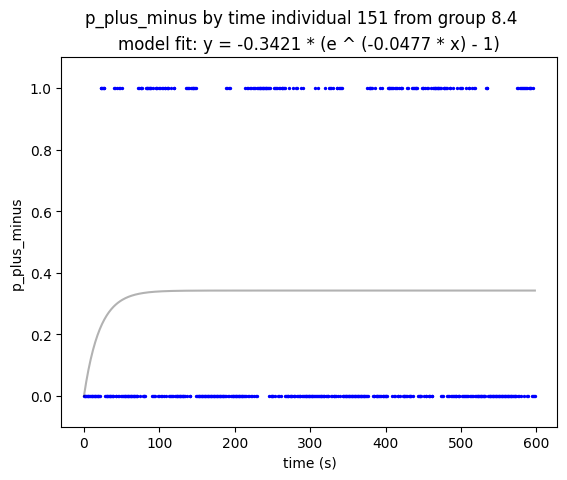 p_plus_minus by time individual 151 from group 8.4
model fit: y = -0.3421 * (e ^ (-0.0477 * x) - 1)
1.0
0.8
0.6
0.4
0.2
0.0
p_plus_minus
0 100 200 300 400 500 600
time (s)